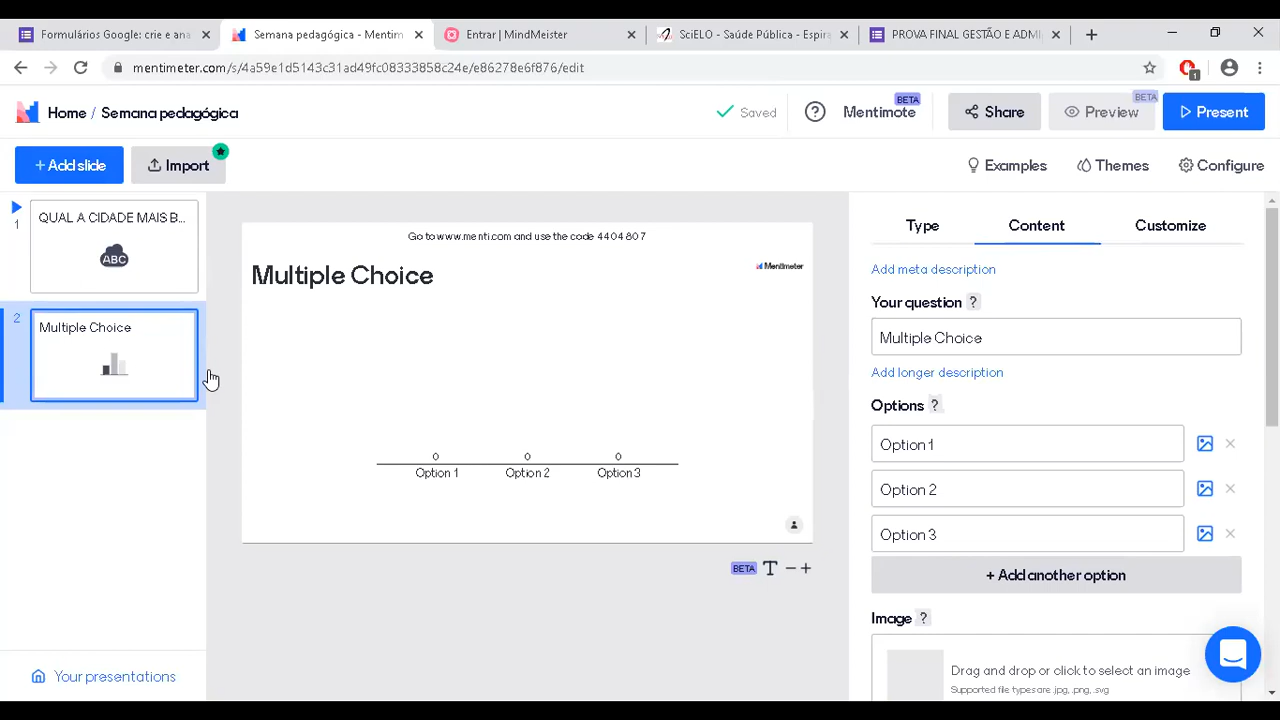 Formulários Google: crie e aná
Semana pedagógica - Mentim
Entrar | MindMeister
SciELO - Saúde Pública - Espira
PROVA FINAL GESTÃO E ADMI
mentimeter.com/s/4a59e1d5143c31ad49fc08333858c24e/e86278e6f876/edit
1
Home / Semana pedagógica
Saved
?
Mentimote
BETA
Share
Preview
BETA
Present
+ Add slide
Import
Examples
Themes
Configure
1
QUAL A CIDADE MAIS B...
ABC
2
Multiple Choice
Your presentations
Go to www.menti.com and use the code 4404807
Multiple Choice
Mentimeter
0 0 0
Option 1 Option 2 Option 3
BETA T − +
Type Content Customize
Add meta description
Your question ?
Multiple Choice
Add longer description
Options ?
Option 1
Option 2
Option 3
+ Add another option
Image ?
Drag and drop or click to select an image
Supported file types are .jpg, .png, .svg